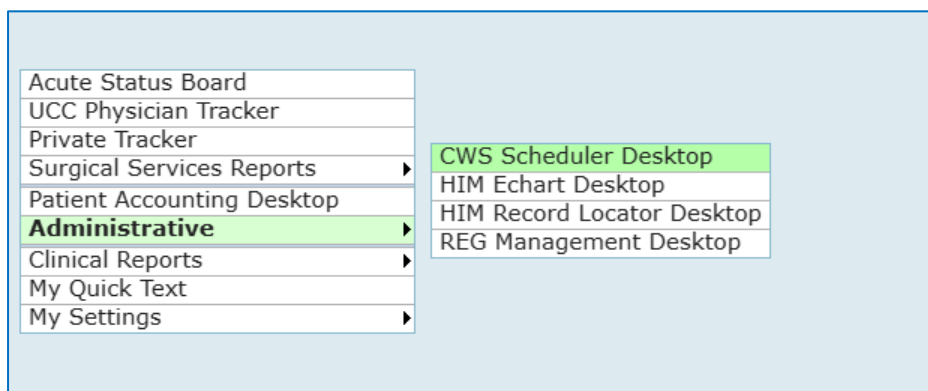 Acute Status Board
UCC Physician Tracker
Private Tracker
Surgical Services Reports
Patient Accounting Desktop
Administrative
Clinical Reports
My Quick Text
My Settings
CWS Scheduler Desktop
HIM Echart Desktop
HIM Record Locator Desktop
REG Management Desktop